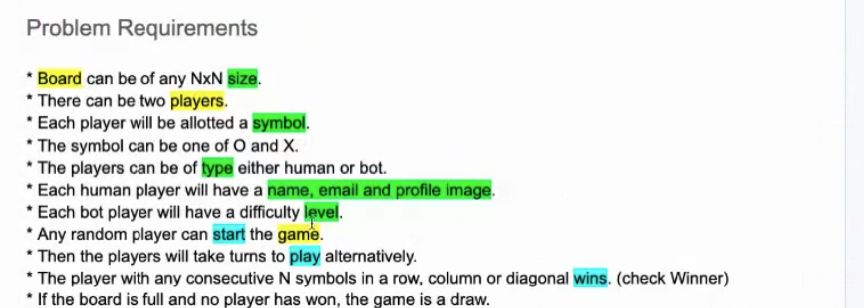 Problem Requirements
* Board can be of any NxN size.
* There can be two players.
* Each player will be allotted a symbol.
* The symbol can be one of O and X.
* The players can be of type either human or bot.
* Each human player will have a name, email and profile image.
* Each bot player will have a difficulty level.
* Any random player can start the game.
* Then the players will take turns to play alternatively.
* The player with any consecutive N symbols in a row, column or diagonal wins. (check Winner)
* If the board is full and no player has won, the game is a draw.